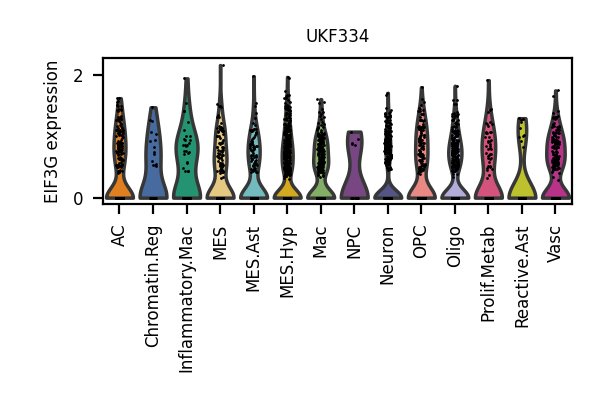 UKF334
EIF3G expression
2
0
AC
Chromatin.Reg
Inflammatory.Mac
MES
MES.Ast
MES.Hyp
Mac
NPC
Neuron
OPC
Oligo
Prolif.Metab
Reactive.Ast
Vasc